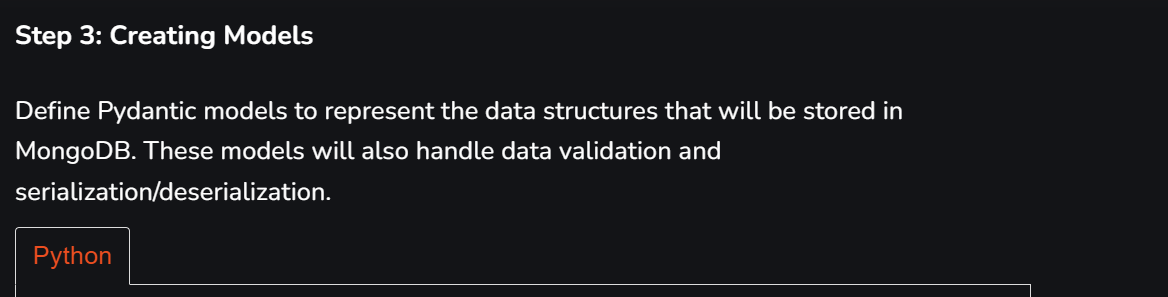 Step 3: Creating Models
Define Pydantic models to represent the data structures that will be stored in
MongoDB. These models will also handle data validation and
serialization/deserialization.
Python